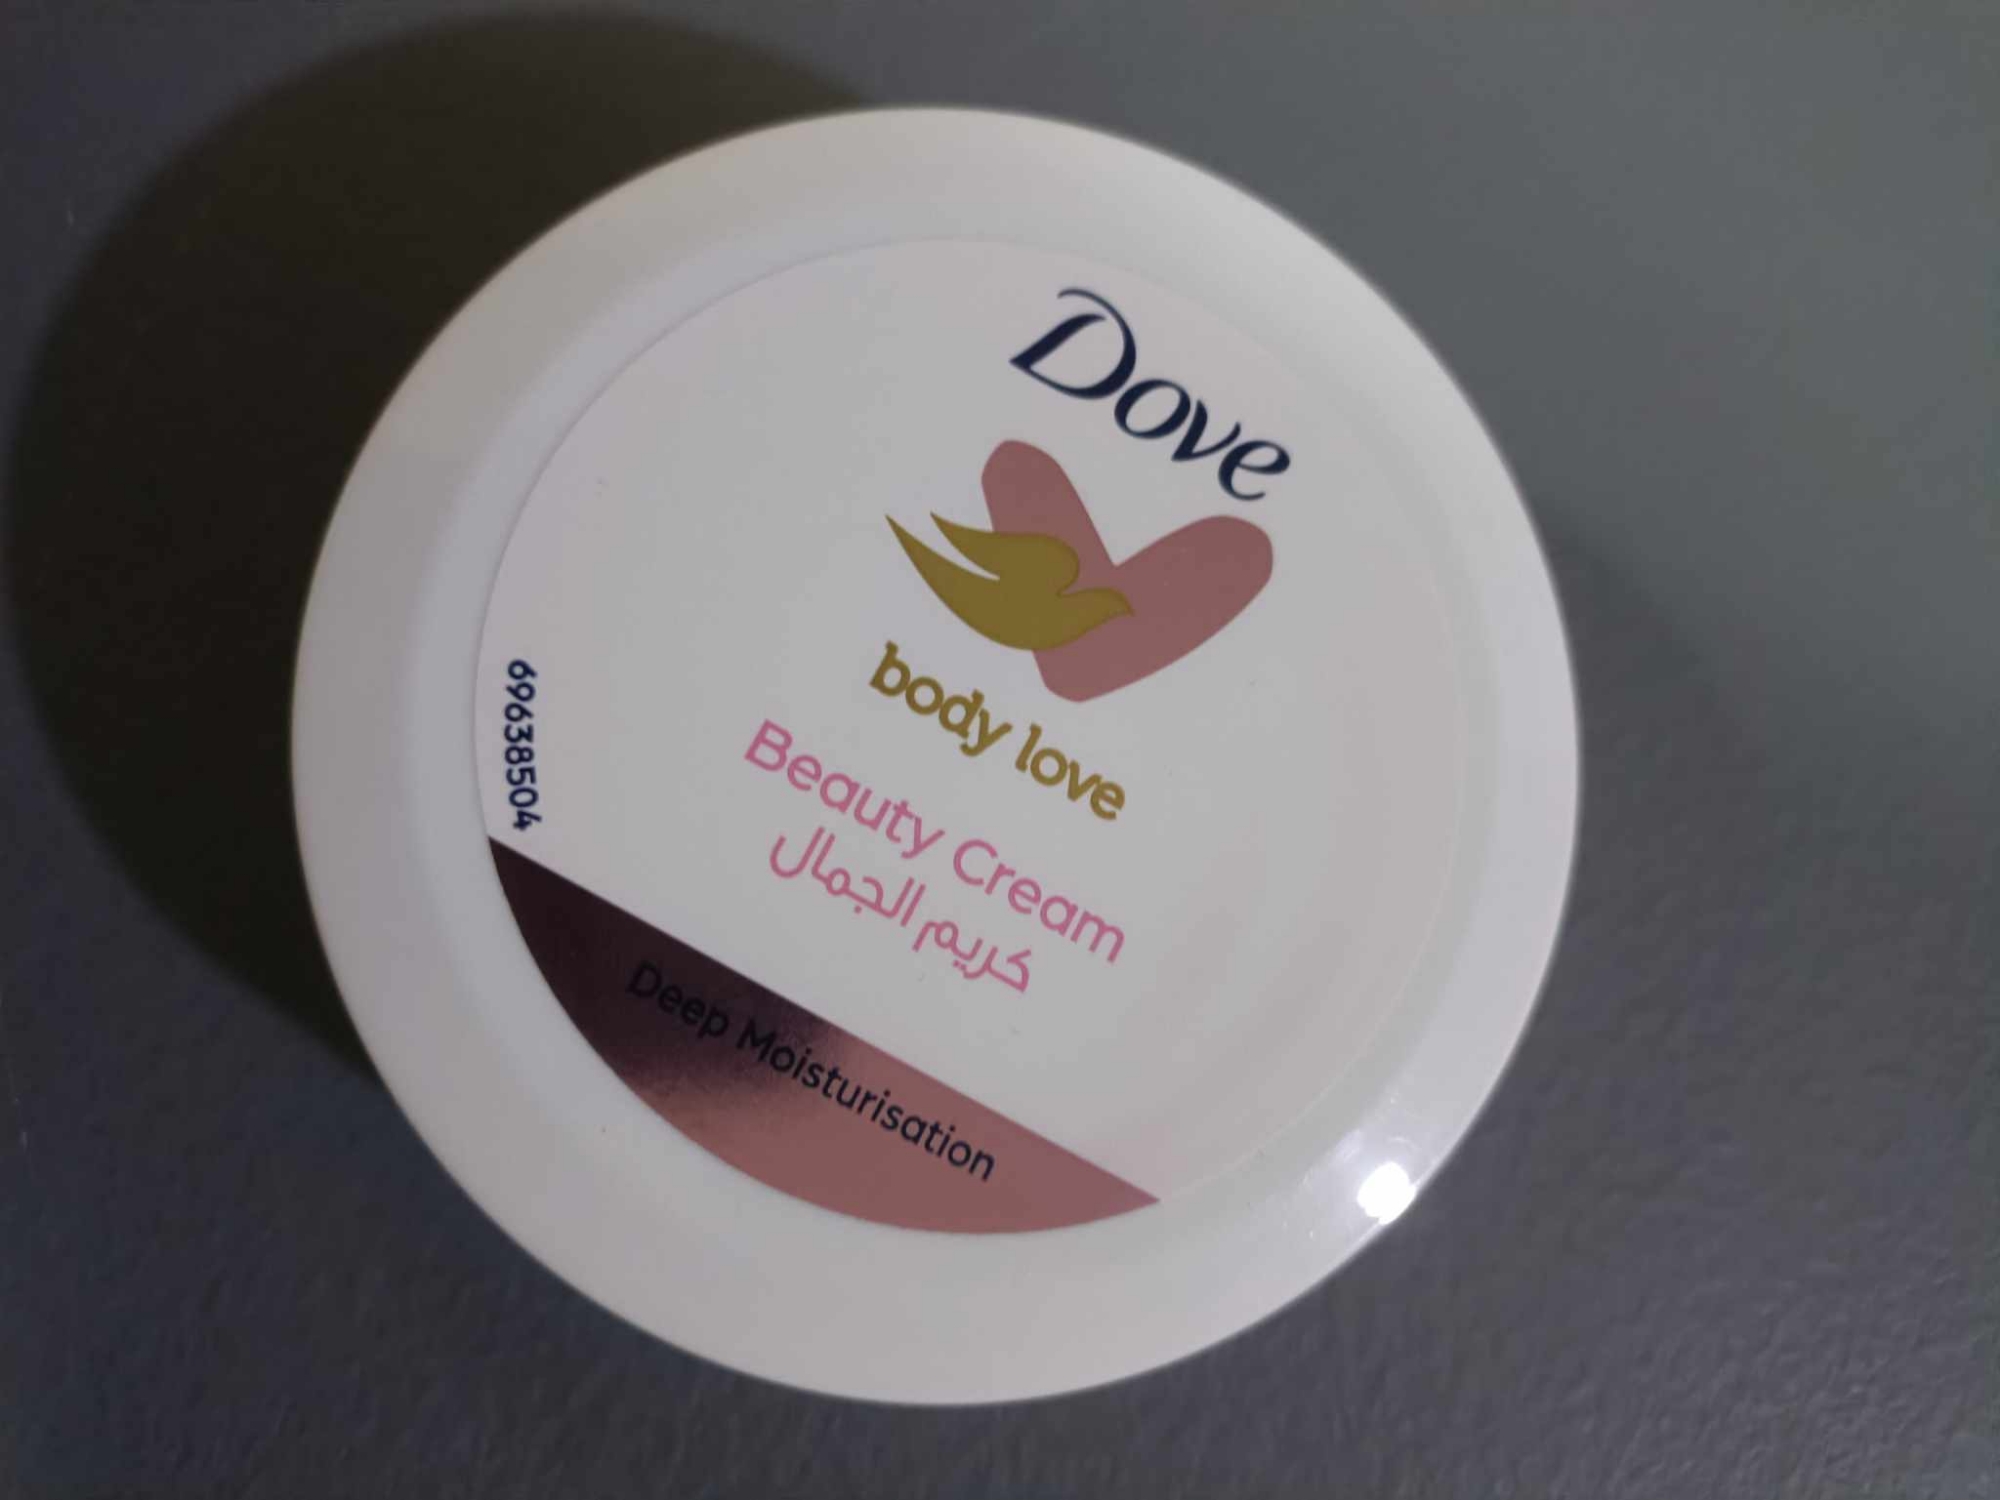 Dove
body love
Beauty Cream
كريم الجمال
69638504
Deep Moisturisation